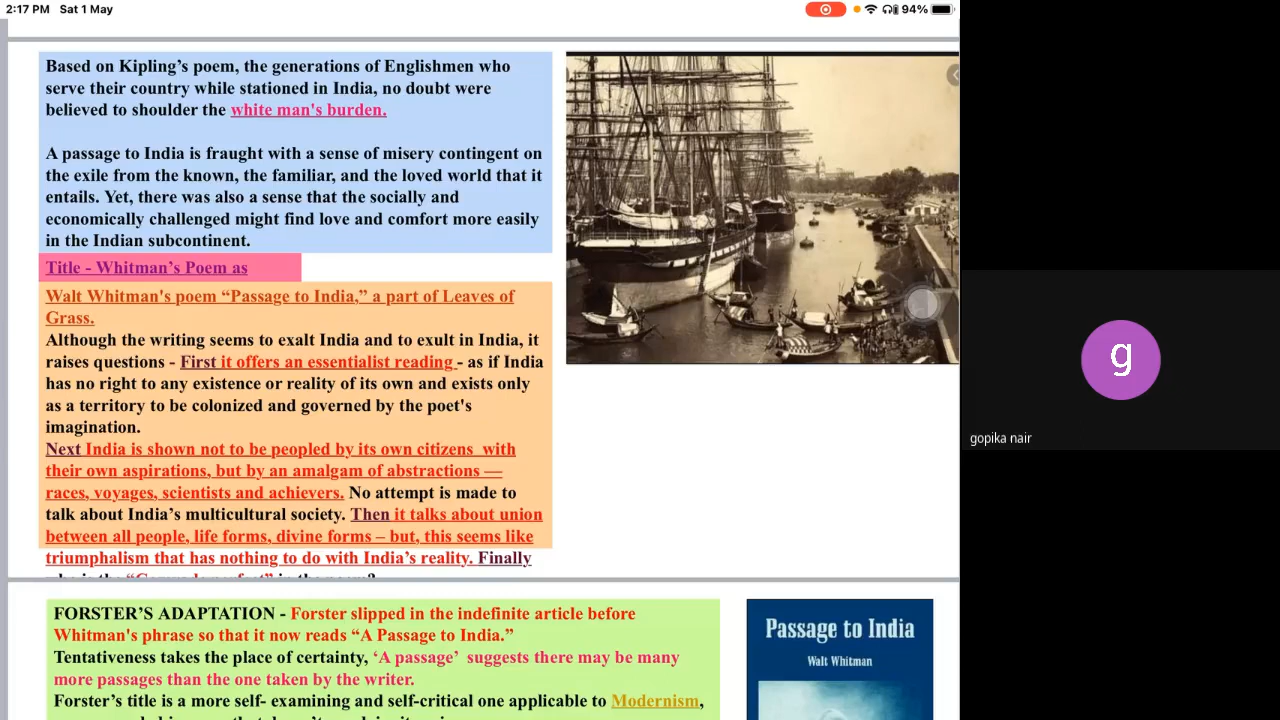 2:17 PM Sat 1 May
94%
Based on Kipling’s poem, the generations of Englishmen who
serve their country while stationed in India, no doubt were
believed to shoulder the white man's burden.
A passage to India is fraught with a sense of misery contingent on
the exile from the known, the familiar, and the loved world that it
entails. Yet, there was also a sense that the socially and
economically challenged might find love and comfort more easily
in the Indian subcontinent.
Title - Whitman’s Poem as
Walt Whitman's poem “Passage to India,” a part of Leaves of
Grass.
Although the writing seems to exalt India and to exult in India, it
raises questions - First it offers an essentialist reading - as if India
has no right to any existence or reality of its own and exists only
as a territory to be colonized and governed by the poet's
imagination.
Next India is shown not to be peopled by its own citizens with
their own aspirations, but by an amalgam of abstractions —
races, voyages, scientists and achievers. No attempt is made to
talk about India’s multicultural society. Then it talks about union
between all people, life forms, divine forms – but, this seems like
triumphalism that has nothing to do with India’s reality. Finally
FORSTER’S ADAPTATION - Forster slipped in the indefinite article before
Whitman's phrase so that it now reads “A Passage to India.”
Tentativeness takes the place of certainty, ‘A passage’ suggests there may be many
more passages than the one taken by the writer.
Forster’s title is a more self- examining and self-critical one applicable to Modernism,
Passage to India
Walt Whitman
g
gopika nair